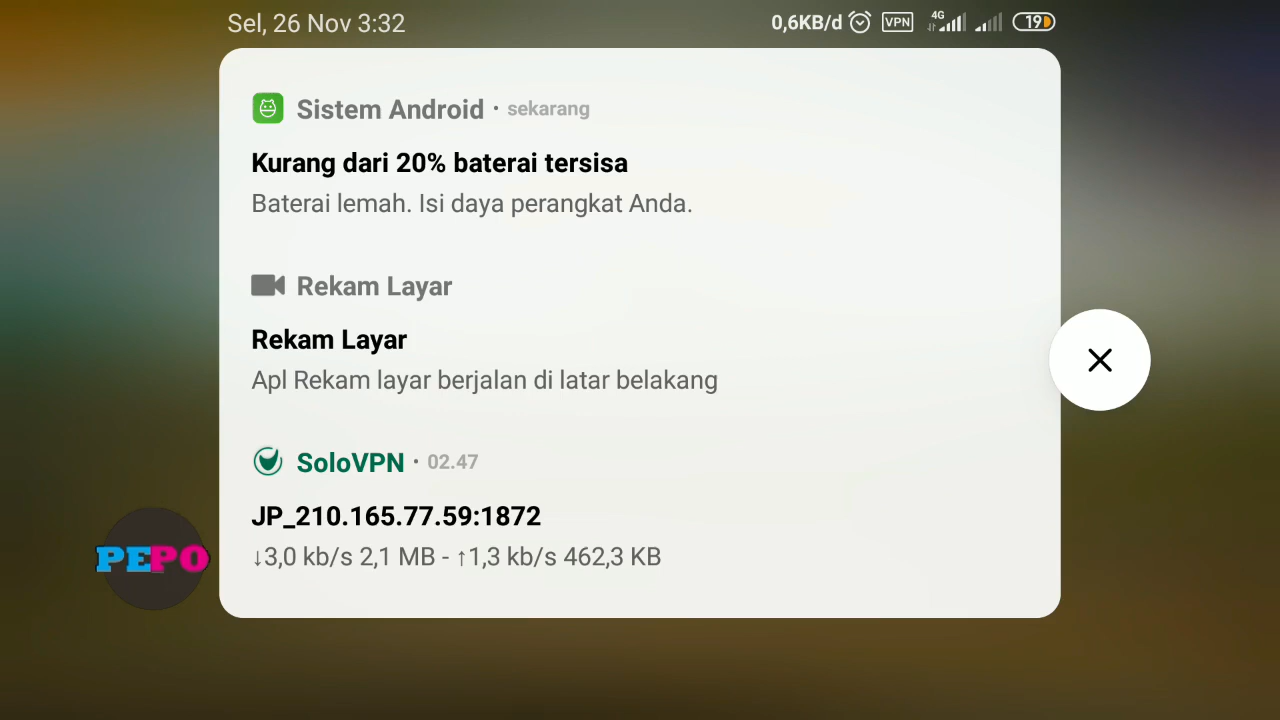 Sel, 26 Nov 3:32
0,6KB/d VPN 4G 19
Sistem Android · sekarang
Kurang dari 20% baterai tersisa
Baterai lemah. Isi daya perangkat Anda.
Rekam Layar
Rekam Layar
Apl Rekam layar berjalan di latar belakang
SoloVPN · 02.47
JP_210.165.77.59:1872
↓3,0 kb/s 2,1 MB - ↑1,3 kb/s 462,3 KB
PEPO